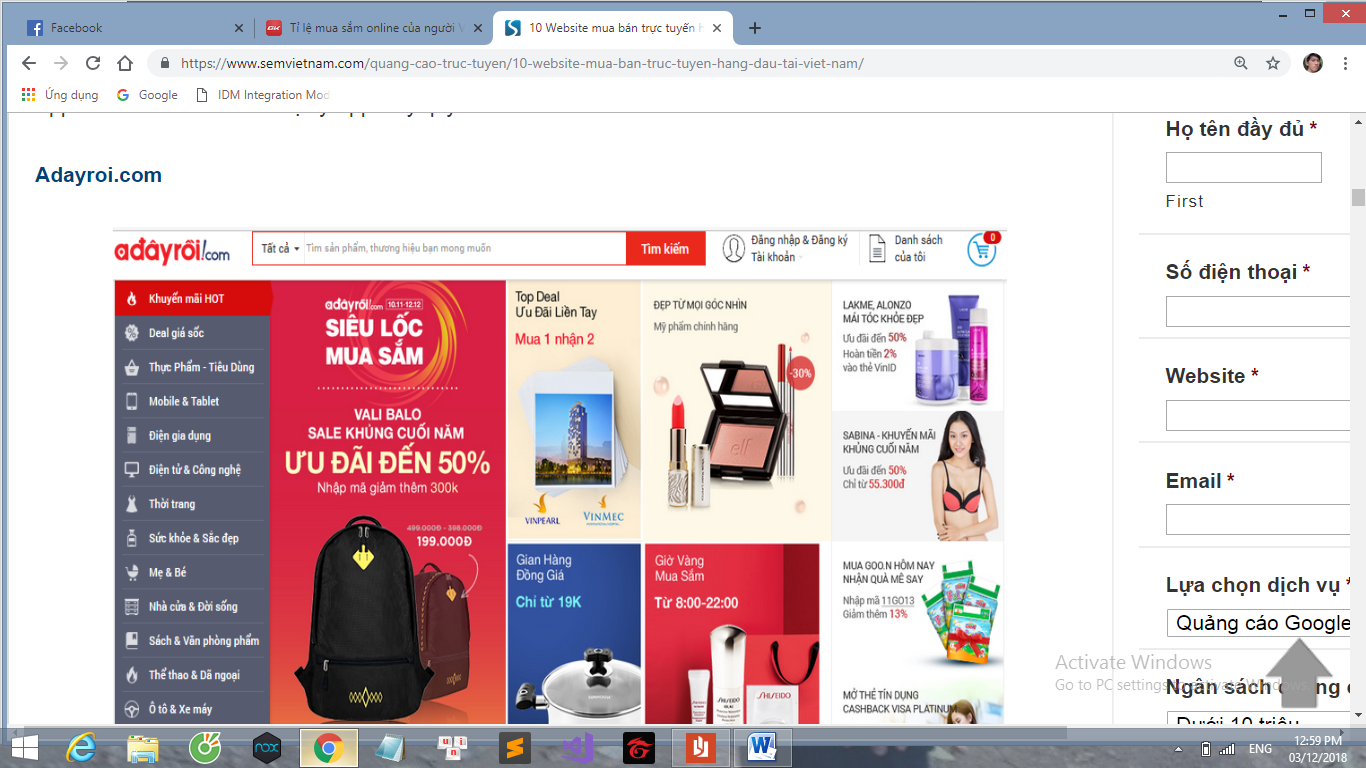 Facebook
Tỉ lệ mua sắm online của người V
10 Website mua bán trực tuyến h
https://www.semvietnam.com/quang-cao-truc-tuyen/10-website-mua-ban-truc-tuyen-hang-dau-tai-viet-nam/
Ứng dụng
Google
IDM Integration Mod
Adayroi.com
adâyrồi!.com
Tất cả
Tìm sản phẩm, thương hiệu bạn mong muốn
Tìm kiếm
Đăng nhập & Đăng ký
Tài khoản
Danh sách
của tôi
0
Khuyến mãi HOT
Deal giá sốc
Thực Phẩm - Tiêu Dùng
Mobile & Tablet
Điện gia dụng
Điện tử & Công nghệ
Thời trang
Sức khỏe & Sắc đẹp
Mẹ & Bé
Nhà cửa & Đời sống
Sách & Văn phòng phẩm
Thể thao & Dã ngoại
Ô tô & Xe máy
adâyrồi!.com 10.11-12.12
SIÊU LỐC
MUA SẮM
VALI BALO
SALE KHỦNG CUỐI NĂM
ƯU ĐÃI ĐẾN 50%
Nhập mã giảm thêm 300k
499.000Đ - 398.000Đ
199.000Đ
Top Deal
Ưu Đãi Liền Tay
Mua 1 nhận 2
VINPEARL
VINMEC
ĐẸP TỪ MỌI GÓC NHÌN
Mỹ phẩm chính hãng
-30%
elf
LAKME, ALONZO
MÁI TÓC KHỎE ĐẸP
Ưu đãi đến 50%
Hoàn tiền 2%
vào thẻ VinID
SABINA - KHUYẾN MÃI
KHỦNG CUỐI NĂM
Ưu đãi đến 50%
Chỉ từ 55.300đ
Gian Hàng
Đồng Giá
Chỉ từ 19K
Giờ Vàng
Mua Sắm
Từ 8:00-22:00
SHISEIDO
SHISEIDO
MUA GOO.N HÔM NAY
NHẬN QUÀ MÊ SAY
Nhập mã 11GO13
Giảm thêm 13%
MỞ THẺ TÍN DỤNG
CASHBACK VISA PLATINUM
Họ tên đầy đủ *
First
Số điện thoại *
Website *
Email *
Lựa chọn dịch vụ *
Quảng cáo Google
Ngân sách
Dưới 10 triệu
Activate Windows
Go to PC settings to activate Windows.
ENG
12:59 PM
03/12/2018